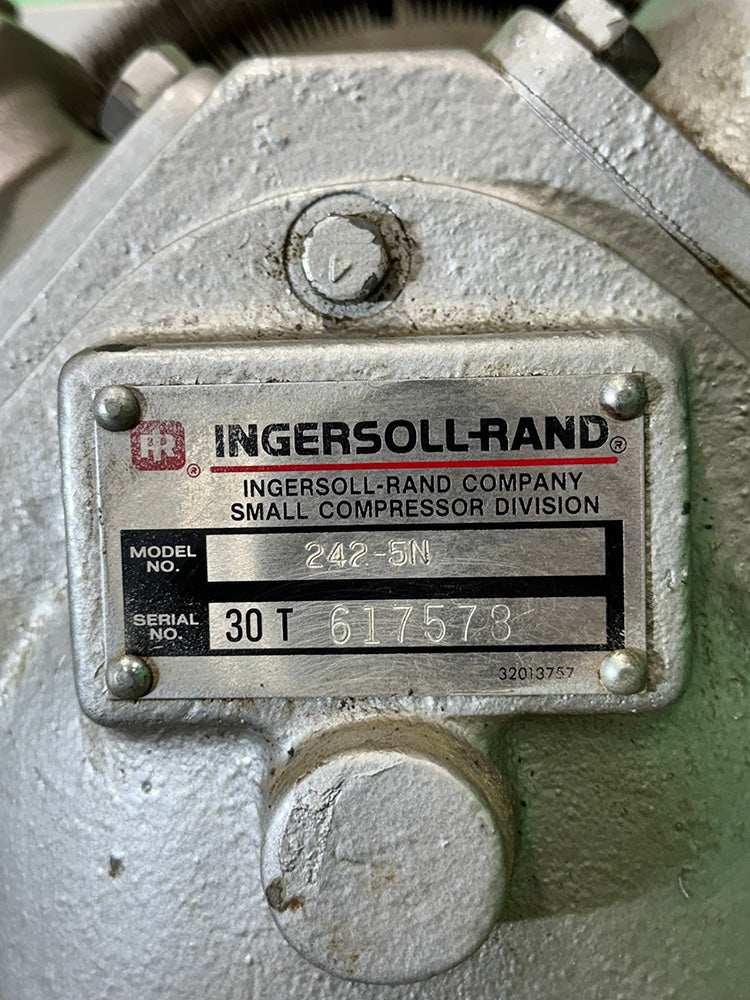 IR ® INGERSOLL-RAND®
INGERSOLL-RAND COMPANY
SMALL COMPRESSOR DIVISION
MODEL NO. 242-5N
SERIAL NO. 30 T 617578
32013757